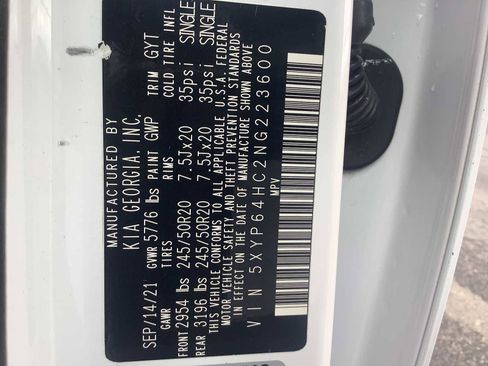 MANUFACTURED BY
KIA GEORGIA, INC.
SEP/14/21 GVWR 5776 lbs PAINT GWP TRIM GYT
GAWR TIRES RIMS COLD TIRE INFL
FRONT 2954 lbs 245/50R20 7.5Jx20 35psi SINGLE
REAR 3196 lbs 245/50R20 7.5Jx20 35psi SINGLE
THIS VEHICLE CONFORMS TO ALL APPLICABLE U.S.A. FEDERAL
MOTOR VEHICLE SAFETY AND THEFT PREVENTION STANDARDS
IN EFFECT ON THE DATE OF MANUFACTURE SHOWN ABOVE
VIN 5XYP64HC2NG223600
MPV